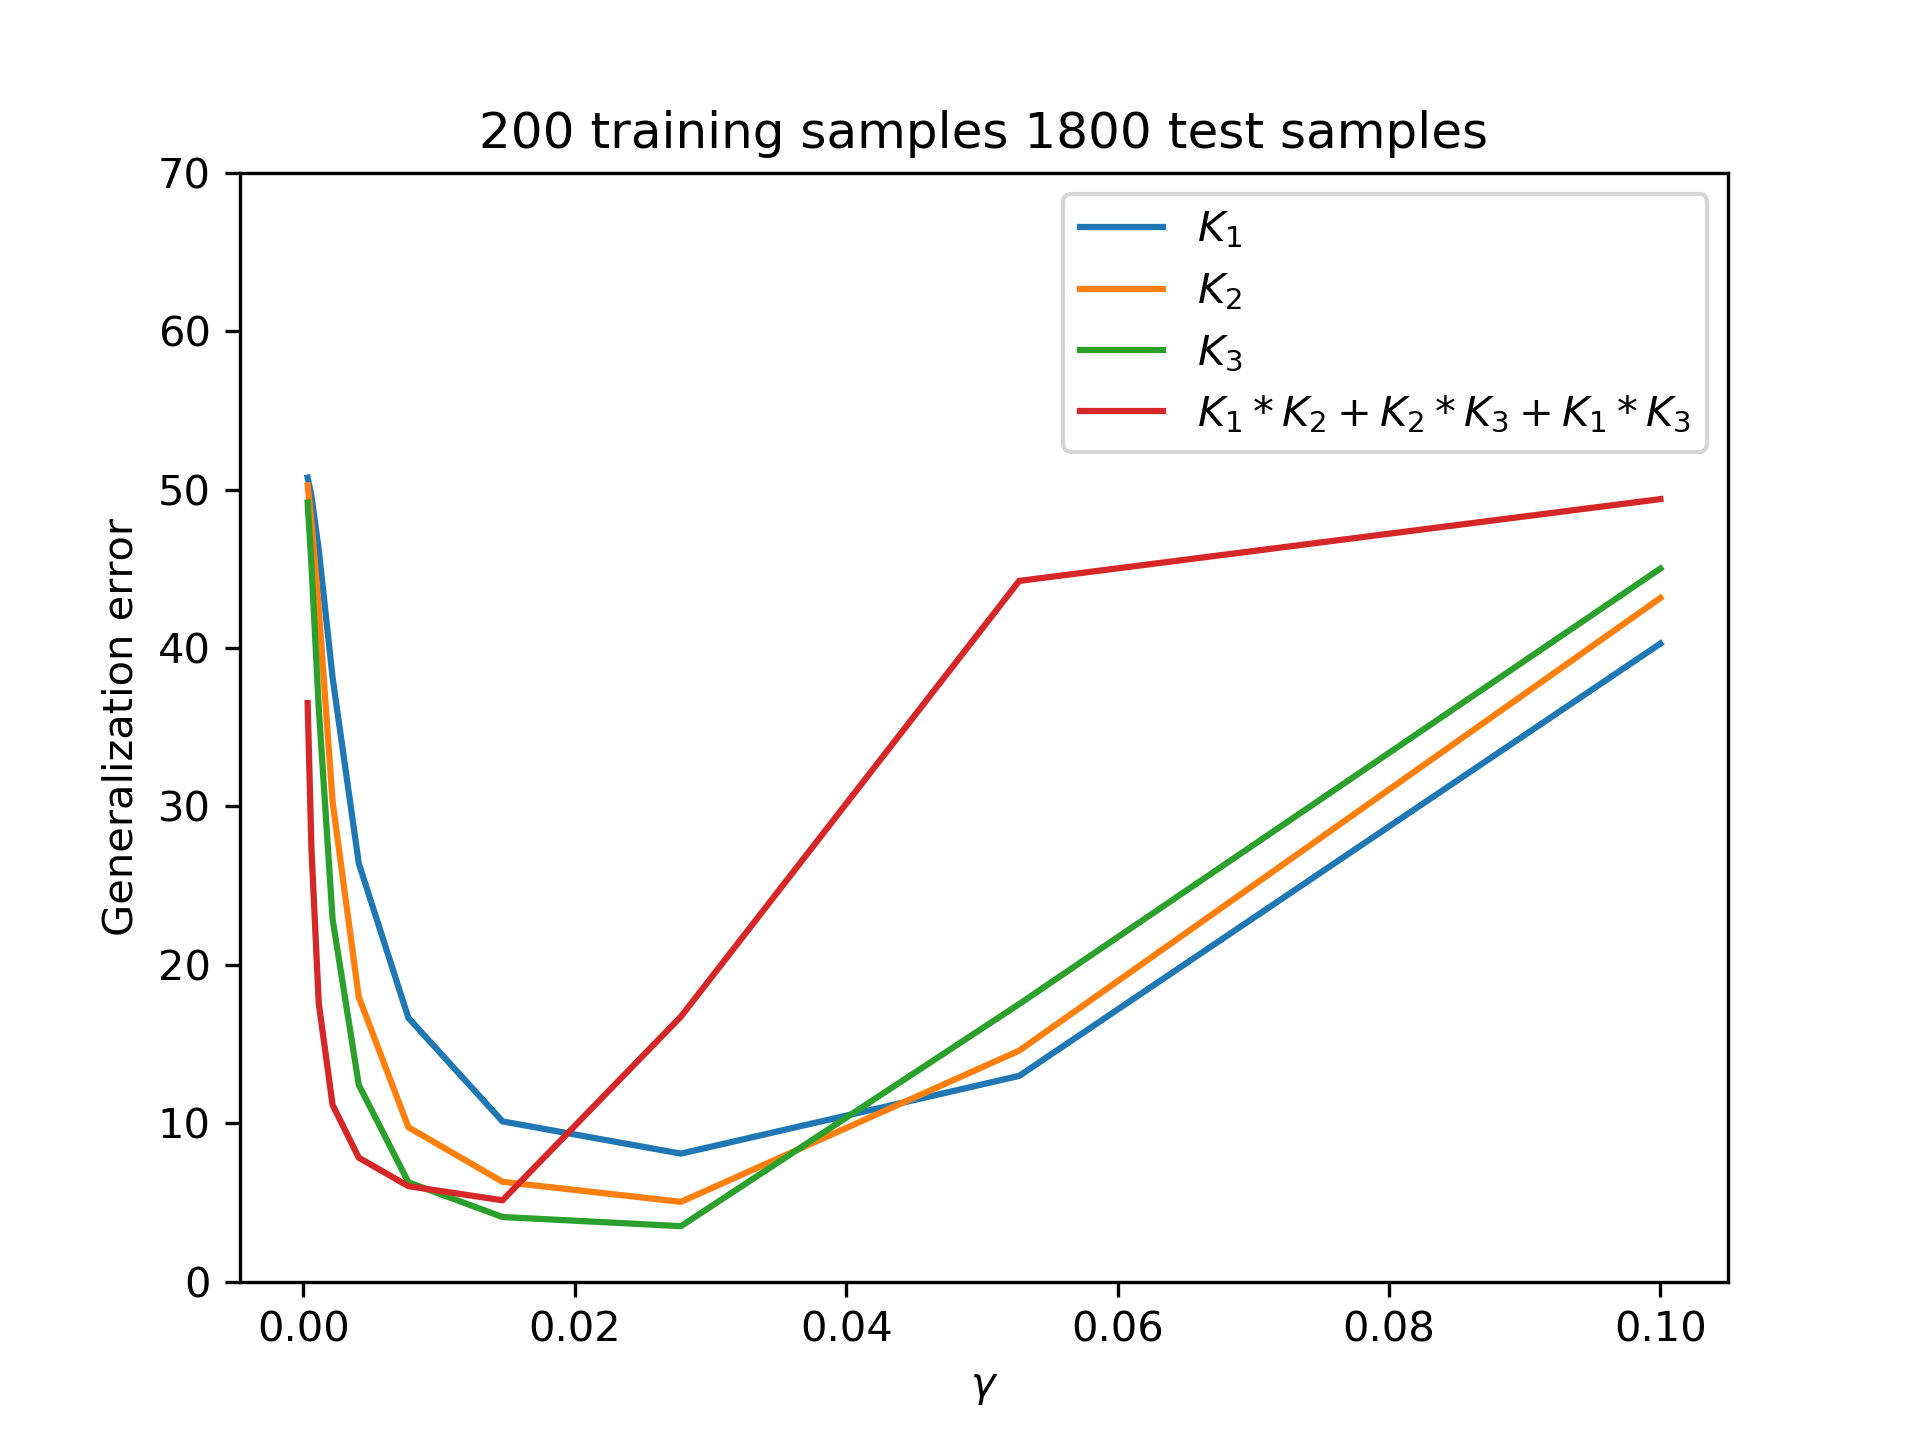 200 training samples 1800 test samples
70
60
50
40
30
20
10
0
Generalization error
K₁
K₂
K₃
K₁ * K₂ + K₂ * K₃ + K₁ * K₃
0.00 0.02 0.04 0.06 0.08 0.10
γ